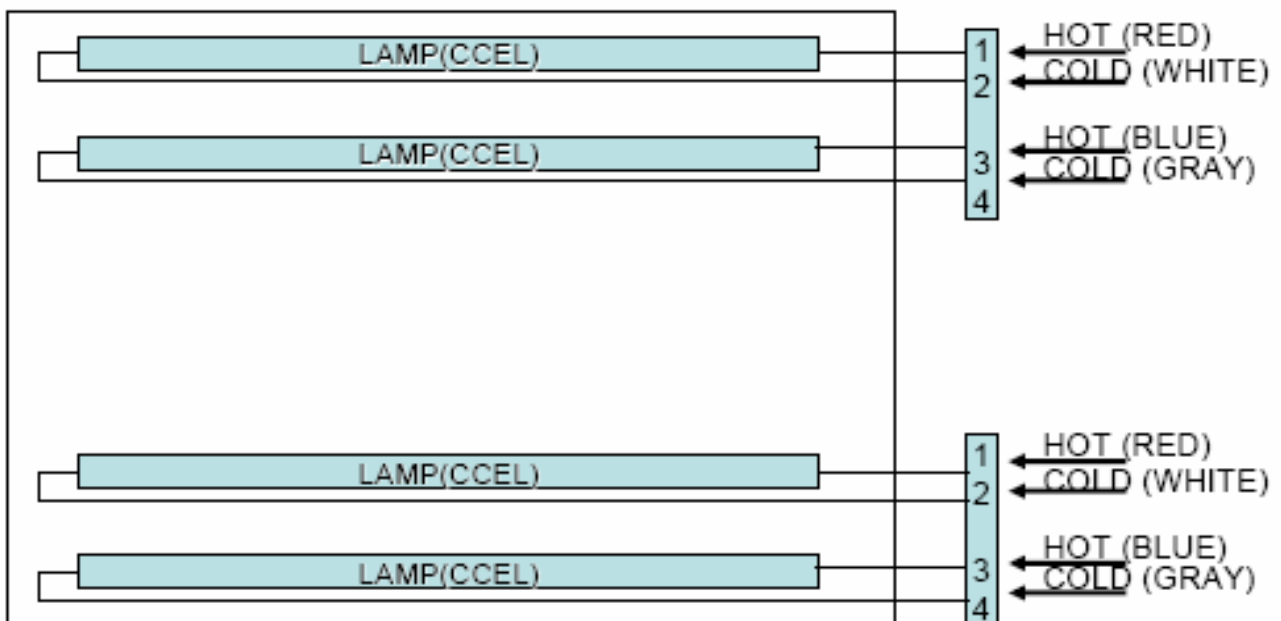 LAMP(CCEL)
1
HOT (RED)
2
COLD (WHITE)
LAMP(CCEL)
3
HOT (BLUE)
COLD (GRAY)
4
LAMP(CCEL)
1
HOT (RED)
2
COLD (WHITE)
LAMP(CCEL)
3
HOT (BLUE)
COLD (GRAY)
4